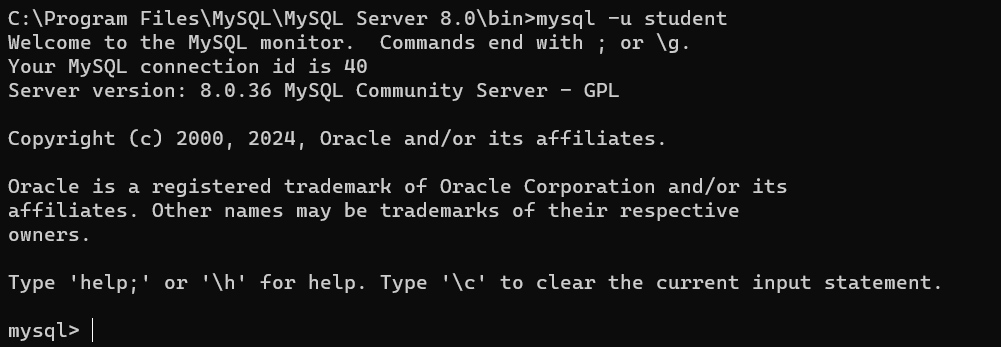 C:\Program Files\MySQL\MySQL Server 8.0\bin>mysql -u student
Welcome to the MySQL monitor.  Commands end with ; or \g.
Your MySQL connection id is 40
Server version: 8.0.36 MySQL Community Server - GPL

Copyright (c) 2000, 2024, Oracle and/or its affiliates.

Oracle is a registered trademark of Oracle Corporation and/or its
affiliates. Other names may be trademarks of their respective
owners.

Type 'help;' or '\h' for help. Type '\c' to clear the current input statement.

mysql>